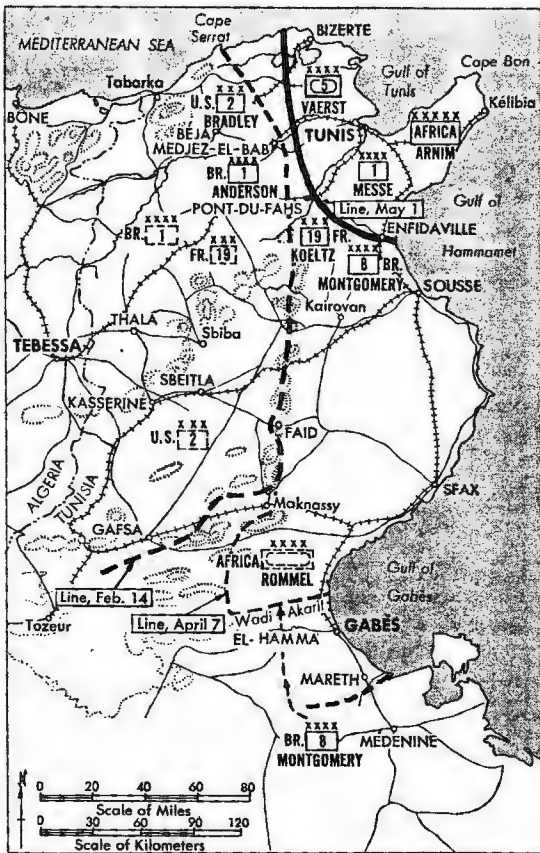 Cape
Serrat
BIZERTE
MEDITERRANEAN SEA
Tabarka
BÔNE
XXX
U.S. 2
BRADLEY
XXXX
5
VAERST
Gulf of
Tunis
Cape Bon
Kélibia
BÉJA
MEDJEZ-EL-BAB
TUNIS
XXXXX
AFRICA
ARNIM
XXXX
BR. 1
ANDERSON
XXXX
1
MESSE
PONT-DU-FAHS
Line, May 1
Gulf of
Hammamet
ENFIDAVILLE
XXXX
BR. 1
XXX
FR. 19
XXX
19 FR.
KOELTZ
XXXX
8 BR.
MONTGOMERY
SOUSSE
Kairovan
THALA
Sbiba
TEBESSA
SBEITLA
KASSERINE
XXX
U.S. 2
FAID
ALGERIA
TUNISIA
SFAX
Maknassy
GAFSA
XXXX
AFRICA
ROMMEL
Gulf of
Gabès
Line, Feb. 14
Line, April 7
Tozeur
Wadi Akarit
EL-HAMMA
GABÈS
MARETH
XXXX
BR. 8
MONTGOMERY
MEDENINE
N
0 20 40 60 80
Scale of Miles
0 30 60 90 120
Scale of Kilometers